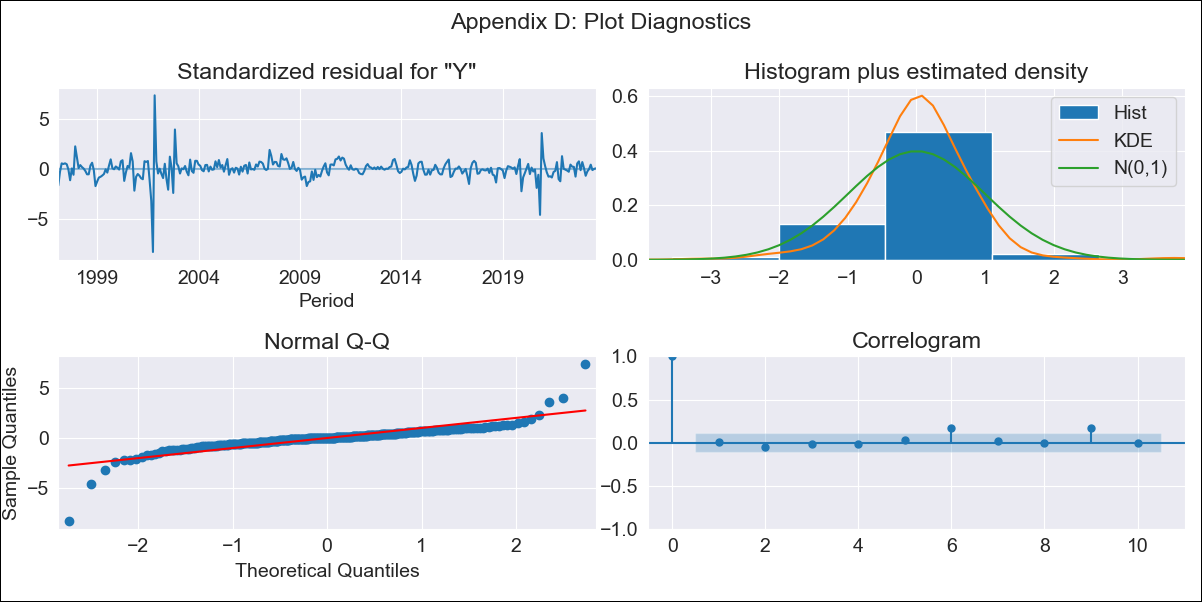 Appendix D: Plot Diagnostics
Standardized residual for "Y"
5
0
−5
1999 2004 2009 2014 2019
Period
Histogram plus estimated density
0.6
0.4
0.2
0.0
−3 −2 −1 0 1 2 3
Hist
KDE
N(0,1)
Normal Q-Q
Sample Quantiles
5
0
−5
−2 −1 0 1 2
Theoretical Quantiles
Correlogram
1.0
0.5
0.0
−0.5
−1.0
0 2 4 6 8 10